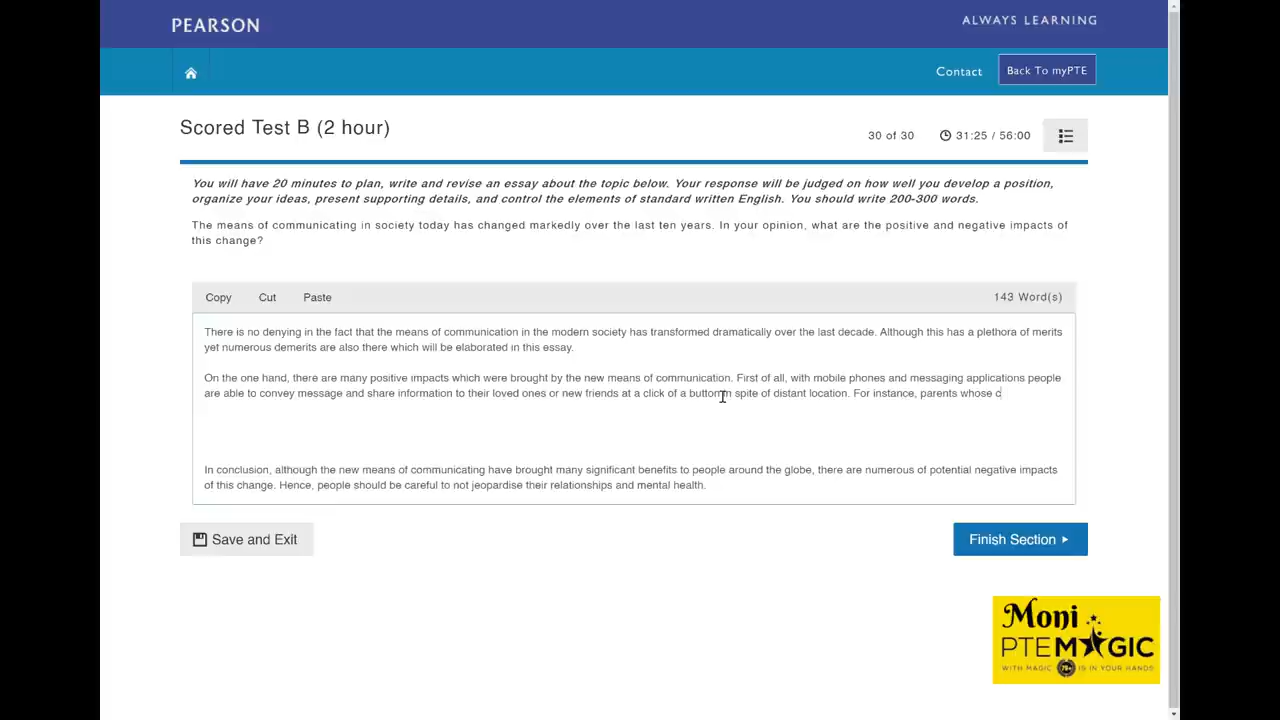 PEARSON
ALWAYS LEARNING
Contact
Back To myPTE
Scored Test B (2 hour)
30 of 30
31:25 / 56:00
You will have 20 minutes to plan, write and revise an essay about the topic below. Your response will be judged on how well you develop a position,
organize your ideas, present supporting details, and control the elements of standard written English. You should write 200-300 words.
The means of communicating in society today has changed markedly over the last ten years. In your opinion, what are the positive and negative impacts of
this change?
Copy Cut Paste
143 Word(s)
There is no denying in the fact that the means of communication in the modern society has transformed dramatically over the last decade. Although this has a plethora of merits
yet numerous demerits are also there which will be elaborated in this essay.
On the one hand, there are many positive impacts which were brought by the new means of communication. First of all, with mobile phones and messaging applications people
are able to convey message and share information to their loved ones or new friends at a click of a button in spite of distant location. For instance, parents whose c
In conclusion, although the new means of communicating have brought many significant benefits to people around the globe, there are numerous of potential negative impacts
of this change. Hence, people should be careful to not jeopardise their relationships and mental health.
Save and Exit
Finish Section
Moni
PTEMAGIC
WITH MAGIC 79+ IS IN YOUR HANDS